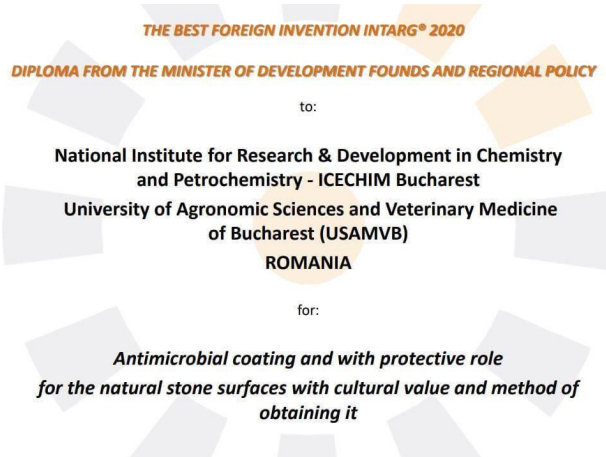 THE BEST FOREIGN INVENTION INTARG® 2020
DIPLOMA FROM THE MINISTER OF DEVELOPMENT FOUNDS AND REGIONAL POLICY
to:
National Institute for Research & Development in Chemistry
and Petrochemistry - ICECHIM Bucharest
University of Agronomic Sciences and Veterinary Medicine
of Bucharest (USAMVB)
ROMANIA
for:
Antimicrobial coating and with protective role
for the natural stone surfaces with cultural value and method of
obtaining it